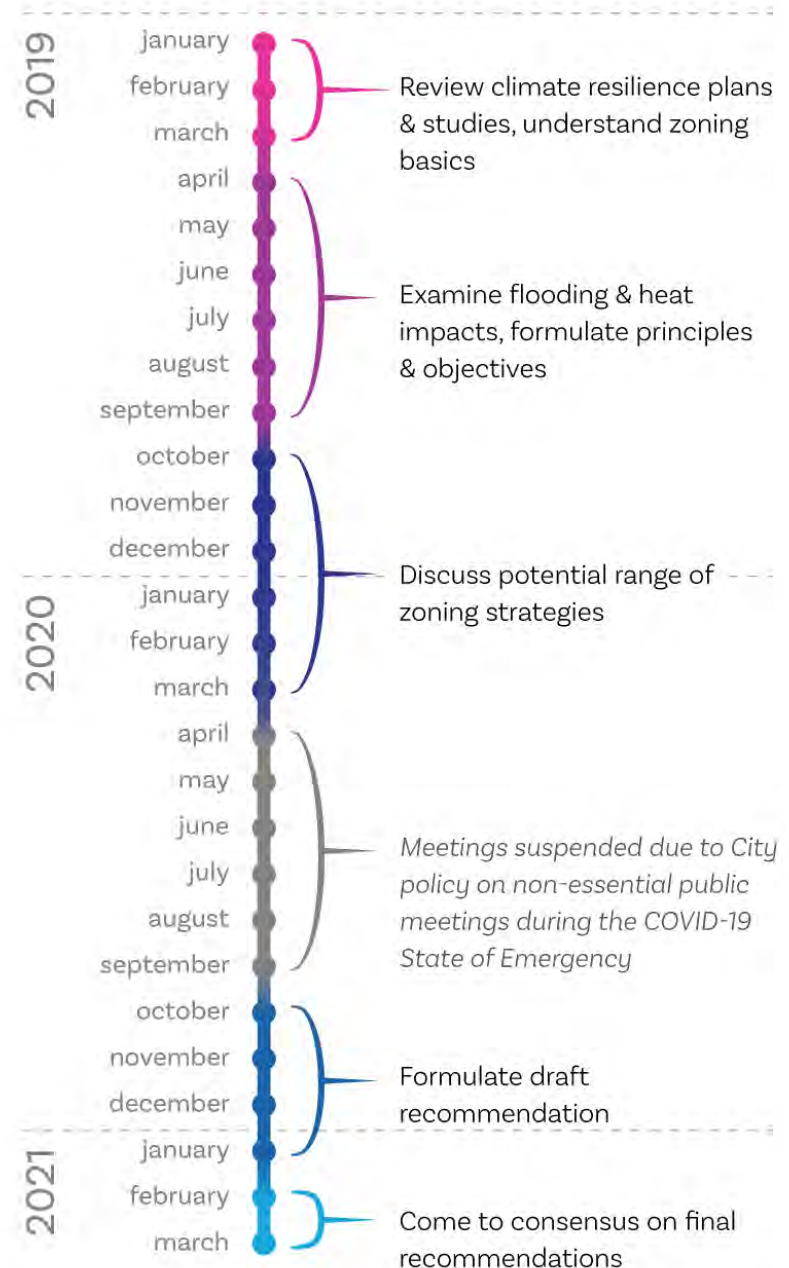 2019
january
february
march
Review climate resilience plans
& studies, understand zoning
basics
april
may
june
july
august
september
Examine flooding & heat
impacts, formulate principles
& objectives
october
november
december
2020
january
february
march
Discuss potential range of
zoning strategies
april
may
june
july
august
september
Meetings suspended due to City
policy on non-essential public
meetings during the COVID-19
State of Emergency
october
november
december
2021
january
Formulate draft
recommendation
february
march
Come to consensus on final
recommendations